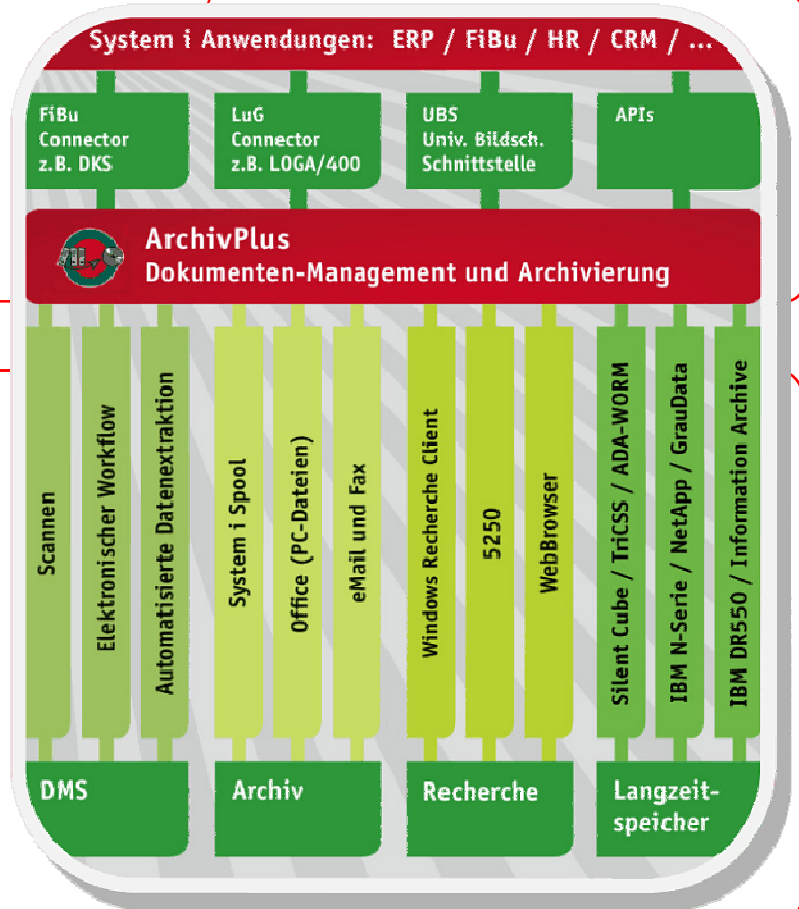 System i Anwendungen: ERP / FiBu / HR / CRM / ...
FiBu
Connector
z.B. DKS
LuG
Connector
z.B. LOGA/400
UBS
Univ. Bildsch.
Schnittstelle
APIs
ArchivPlus
Dokumenten-Management und Archivierung
Scannen
Elektronischer Workflow
Automatisierte Datenextraktion
System i Spool
Office (PC-Dateien)
eMail und Fax
Windows Recherche Client
5250
WebBrowser
Silent Cube / TriCSS / ADA-WORM
IBM N-Serie / NetApp / GrauData
IBM DR550 / Information Archive
DMS
Archiv
Recherche
Langzeit-
speicher